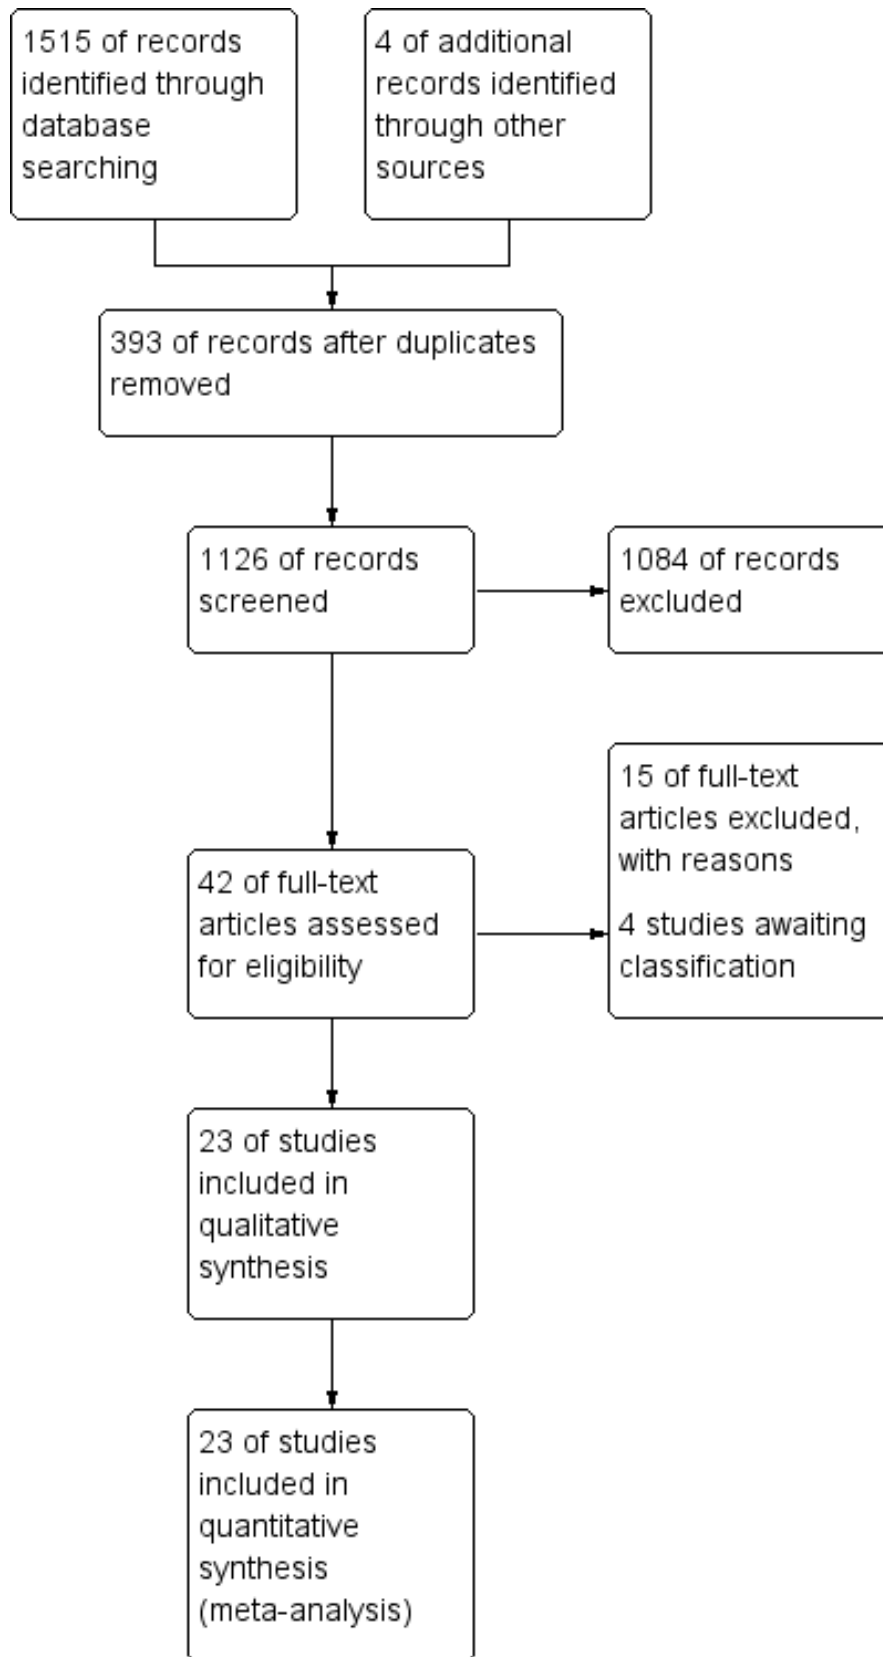 1515 of records
identified through
database
searching
4 of additional
records identified
through other
sources
393 of records after duplicates
removed
1126 of records
screened
1084 of records
excluded
15 of full-text
articles excluded,
with reasons
4 studies awaiting
classification
42 of full-text
articles assessed
for eligibility
23 of studies
included in
qualitative
synthesis
23 of studies
included in
quantitative
synthesis
(meta-analysis)